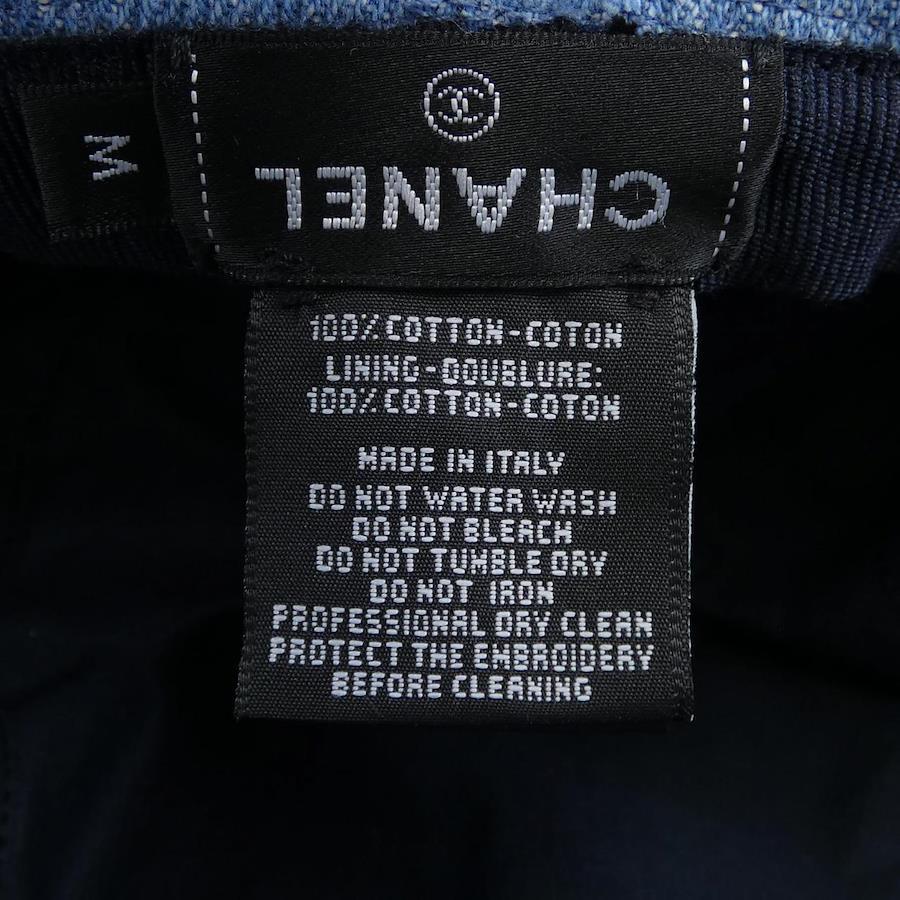 M
CHANEL
100% COTTON-COTON
LINING-DOUBLURE:
100% COTTON-COTON
MADE IN ITALY
DO NOT WATER WASH
DO NOT BLEACH
DO NOT TUMBLE DRY
DO NOT IRON
PROFESSIONAL DRY CLEAN
PROTECT THE EMBROIDERY
BEFORE CLEANING